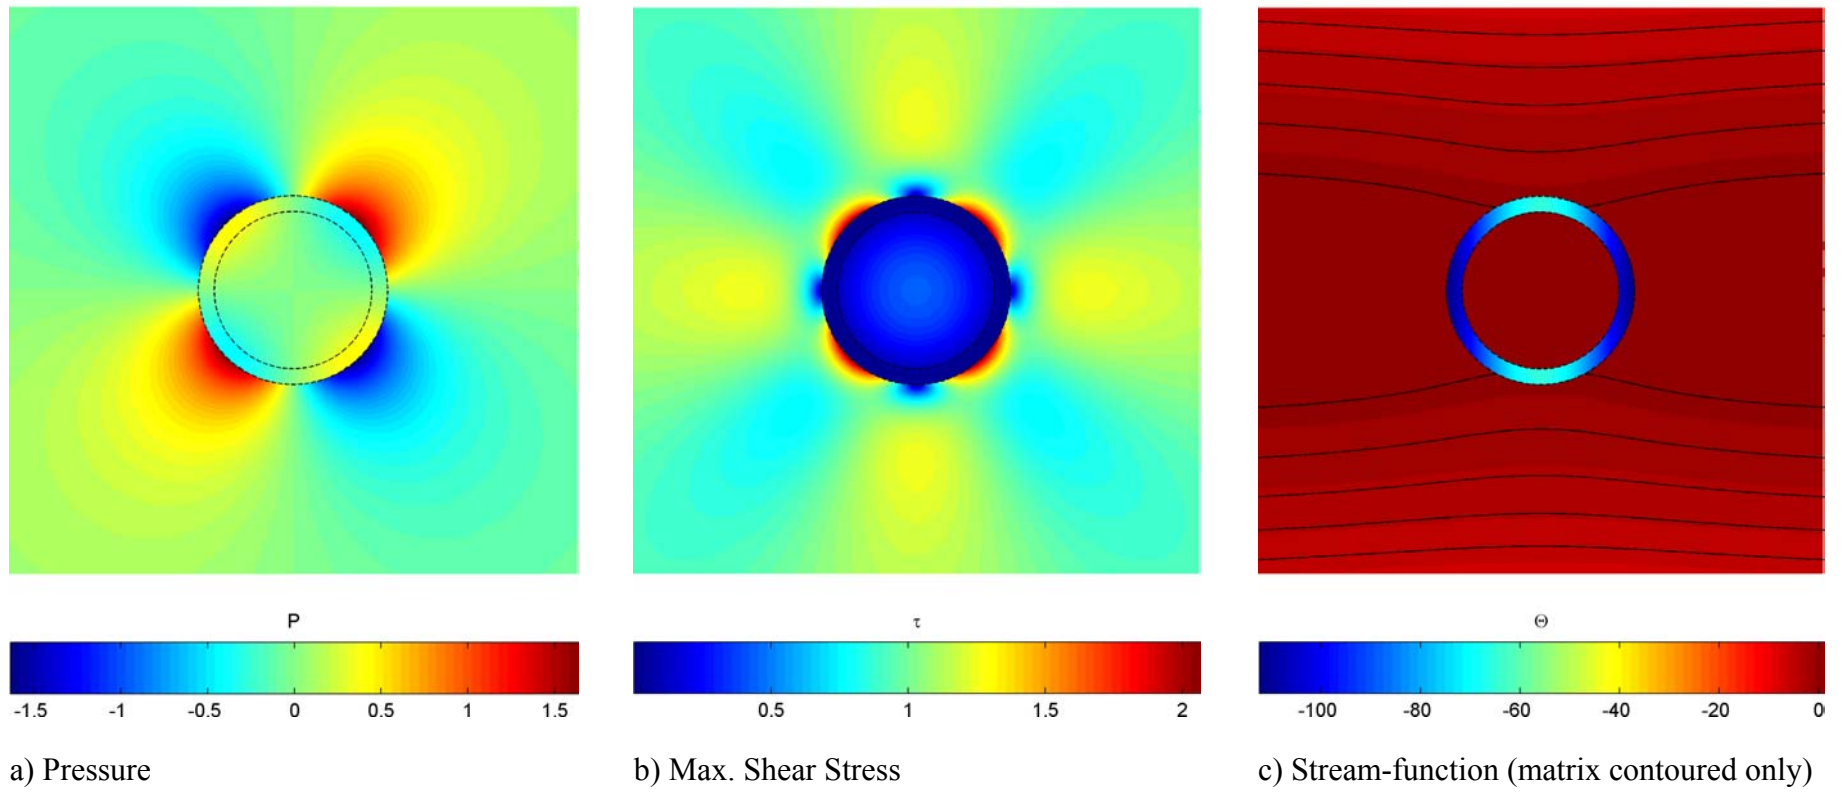 P
-1.5 -1 -0.5 0 0.5 1 1.5
τ
0.5 1 1.5 2
Θ
-100 -80 -60 -40 -20 0
a) Pressure
b) Max. Shear Stress
c) Stream-function (matrix contoured only)